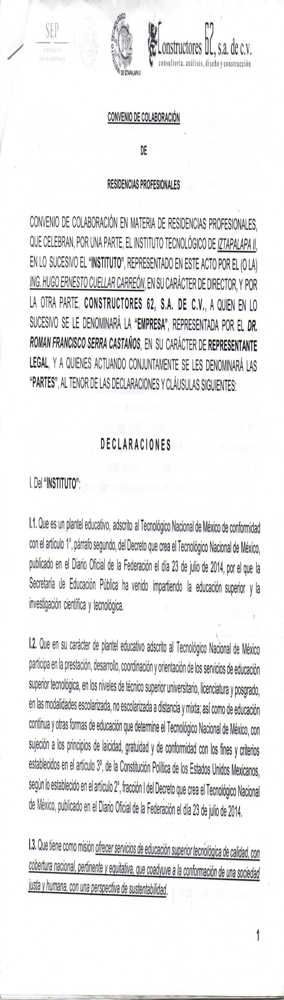 SEP
SECRETARÍA DE
EDUCACIÓN PÚBLICA
INSTITUTO TECNOLÓGICO
DE IZTAPALAPA II
Constructores 62, s.a. de c.v.
consultoría, análisis, diseño y construcción
CONVENIO DE COLABORACIÓN
DE
RESIDENCIAS PROFESIONALES
CONVENIO DE COLABORACIÓN EN MATERIA DE RESIDENCIAS PROFESIONALES,
QUE CELEBRAN, POR UNA PARTE, EL INSTITUTO TECNOLÓGICO DE IZTAPALAPA II,
EN LO SUCESIVO EL “INSTITUTO”, REPRESENTADO EN ESTE ACTO POR EL (O LA)
ING. HUGO ERNESTO CUELLAR CARREÓN, EN SU CARÁCTER DE DIRECTOR, Y POR
LA OTRA PARTE, CONSTRUCTORES 62, S.A. DE C.V., A QUIEN EN LO
SUCESIVO SE LE DENOMINARÁ LA “EMPRESA”, REPRESENTADA POR EL DR.
ROMAN FRANCISCO SERRA CASTAÑOS, EN SU CARÁCTER DE REPRESENTANTE
LEGAL, Y A QUIENES ACTUANDO CONJUNTAMENTE SE LES DENOMINARÁ LAS
“PARTES”, AL TENOR DE LAS DECLARACIONES Y CLÁUSULAS SIGUIENTES:
DECLARACIONES
I. Del “INSTITUTO”:
I.1. Que es un plantel educativo, adscrito al Tecnológico Nacional de México de conformidad
con el artículo 1°, párrafo segundo, del Decreto que crea el Tecnológico Nacional de México,
publicado en el Diario Oficial de la Federación el día 23 de julio de 2014, por el que la
Secretaría de Educación Pública ha venido impartiendo la educación superior y la
investigación científica y tecnológica.
I.2. Que en su carácter de plantel educativo adscrito al Tecnológico Nacional de México
participa en la prestación, desarrollo, coordinación y orientación de los servicios de educación
superior tecnológica, en los niveles de técnico superior universitario, licenciatura y posgrado,
en las modalidades escolarizada, no escolarizada a distancia y mixta; así como de educación
continua y otras formas de educación que determine el Tecnológico Nacional de México, con
sujeción a los principios de laicidad, gratuidad y de conformidad con los fines y criterios
establecidos en el artículo 3º, de la Constitución Política de los Estados Unidos Mexicanos,
según lo establecido en el artículo 2°, fracción I del Decreto que crea el Tecnológico Nacional
de México, publicado en el Diario Oficial de la Federación el día 23 de julio de 2014.
I.3. Que tiene como misión ofrecer servicios de educación superior tecnológica de calidad, con
cobertura nacional, pertinente y equitativa, que coadyuve a la conformación de una sociedad
justa y humana, con una perspectiva de sustentabilidad.
1